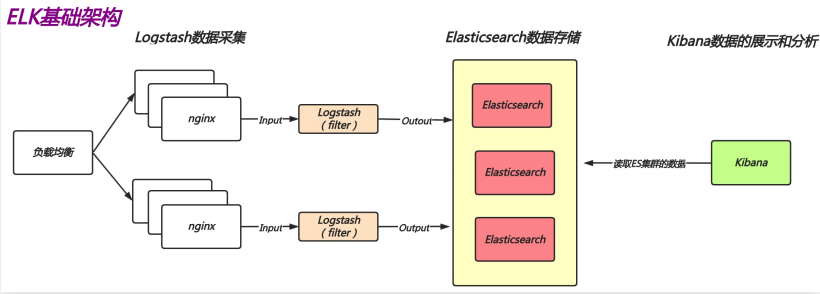 ELK基础架构
Logstash数据采集
Elasticsearch数据存储
Kibana数据的展示和分析
负载均衡
nginx
Input
Logstash
( filter )
Outout
Elasticsearch
Elasticsearch
读取ES集群的数据
Kibana
nginx
Input
Logstash
( filter )
Output
Elasticsearch